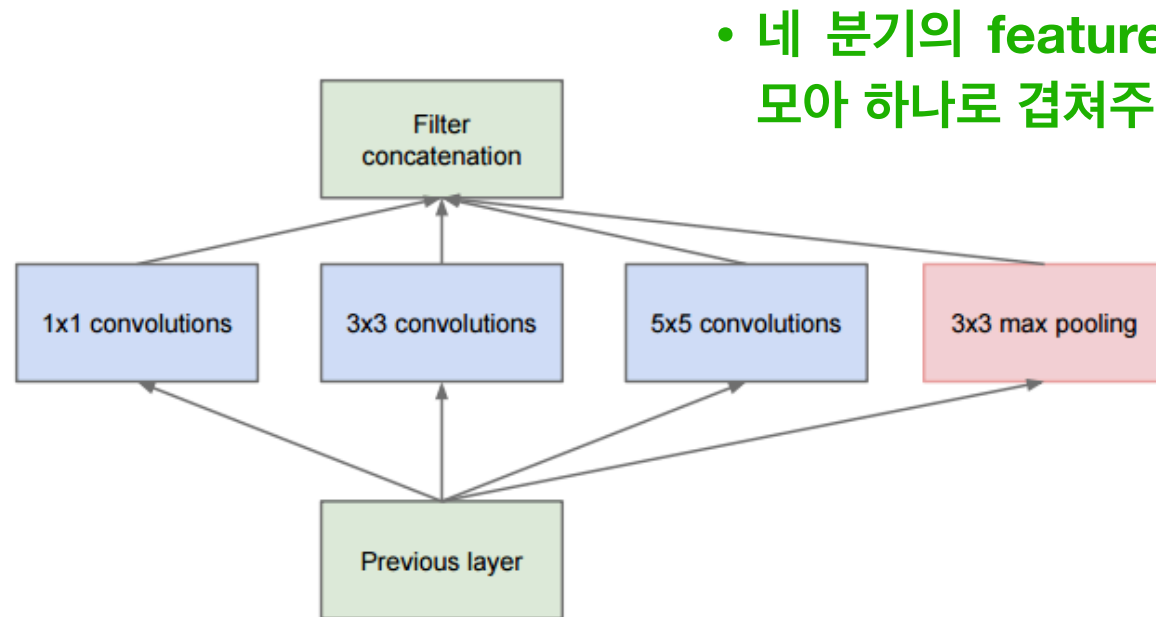 • 네 분기의 feature
모아 하나로 겹쳐주
Filter
concatenation
1x1 convolutions
3x3 convolutions
5x5 convolutions
3x3 max pooling
Previous layer